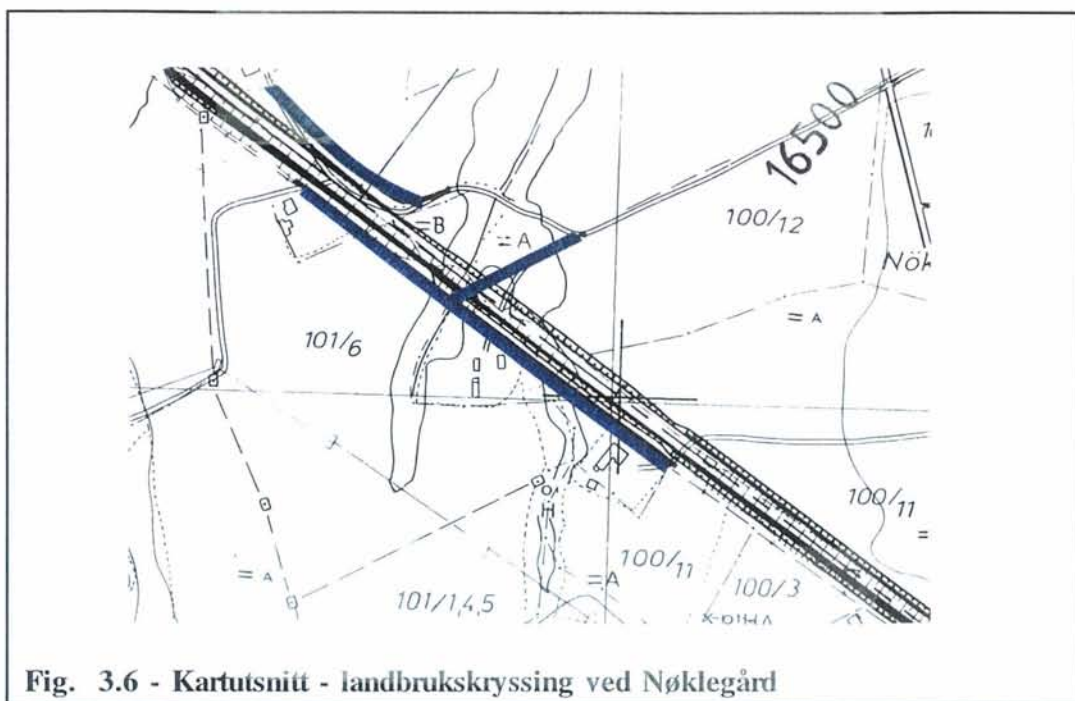 16500
100/12
Nök
= B
= A
= A
101/6
100/11
100/11
= A
= A
100/3
101/1,4,5
Fig. 3.6 - Kartutsnitt - landbrukskryssing ved Nøklegård